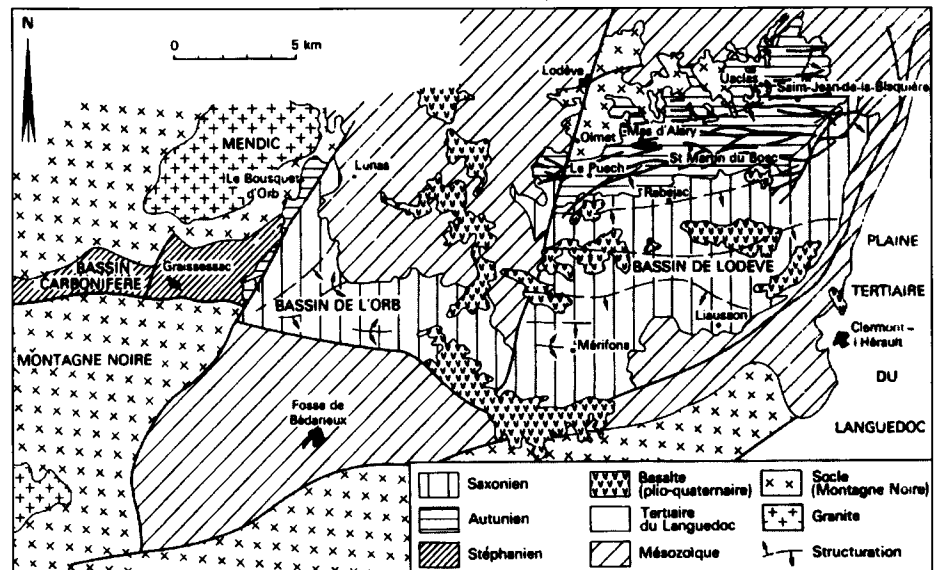 N
0 5 km
Lodève
Usclas
Saint-Jean-de-la-Blaquière
MENDIC
Olmet
Mas d'Alary
Le Bousquet
d'Orb
Lunas
Le Puech
St Martin du Bosc
Rabejac
PLAINE
BASSIN
CARBONIFERE
Graissessac
BASSIN DE LODEVE
TERTIAIRE
BASSIN DE L'ORB
Liausson
Clermont-
l'Hérault
MONTAGNE NOIRE
Mérifons
DU
Fosse de
Bédarieux
LANGUEDOC
Saxonien
Basalte
(plio-quaternaire)
Socle
(Montagne Noire)
Autunien
Tertiaire
du Languedoc
Granite
Stéphanien
Mésozoïque
Structuration